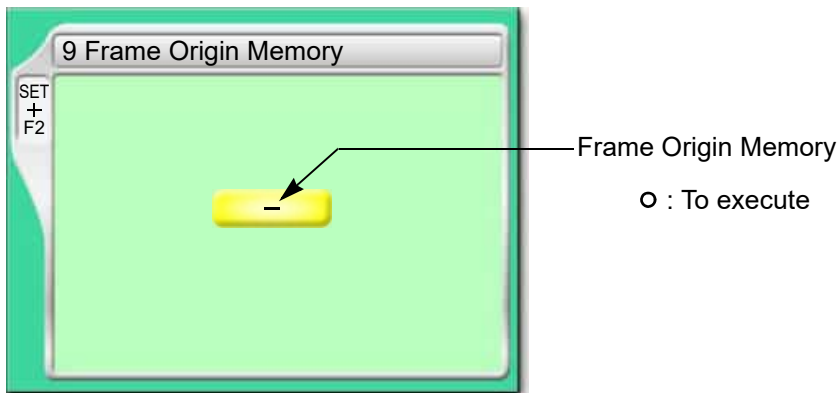 9 Frame Origin Memory
SET
+
F2
–
Frame Origin Memory
○ : To execute